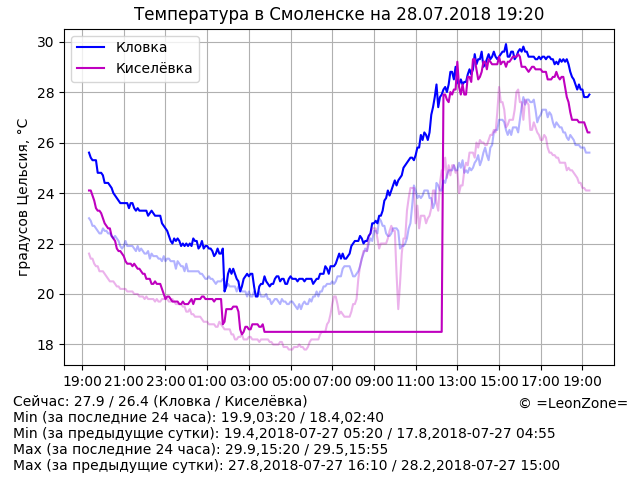 Температура в Смоленске на 28.07.2018 19:20
Кловка
Киселёвка
градусов Цельсия, °C
30
28
26
24
22
20
18
19:00 21:00 23:00 01:00 03:00 05:00 07:00 09:00 11:00 13:00 15:00 17:00 19:00
Сейчас: 27.9 / 26.4 (Кловка / Киселёвка)
© =LeonZone=
Min (за последние 24 часа): 19.9,03:20 / 18.4,02:40
Min (за предыдущие сутки): 19.4,2018-07-27 05:20 / 17.8,2018-07-27 04:55
Max (за последние 24 часа): 29.9,15:20 / 29.5,15:55
Max (за предыдущие сутки): 27.8,2018-07-27 16:10 / 28.2,2018-07-27 15:00